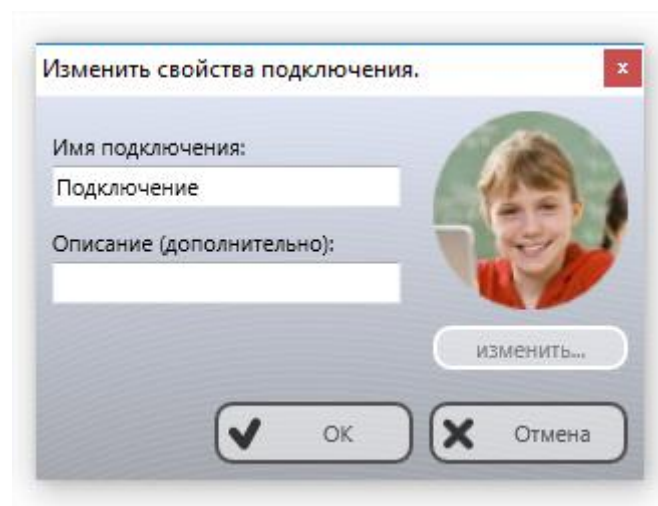 Изменить свойства подключения.
x
Имя подключения:
Подключение
Описание (дополнительно):
изменить...
OK
Отмена